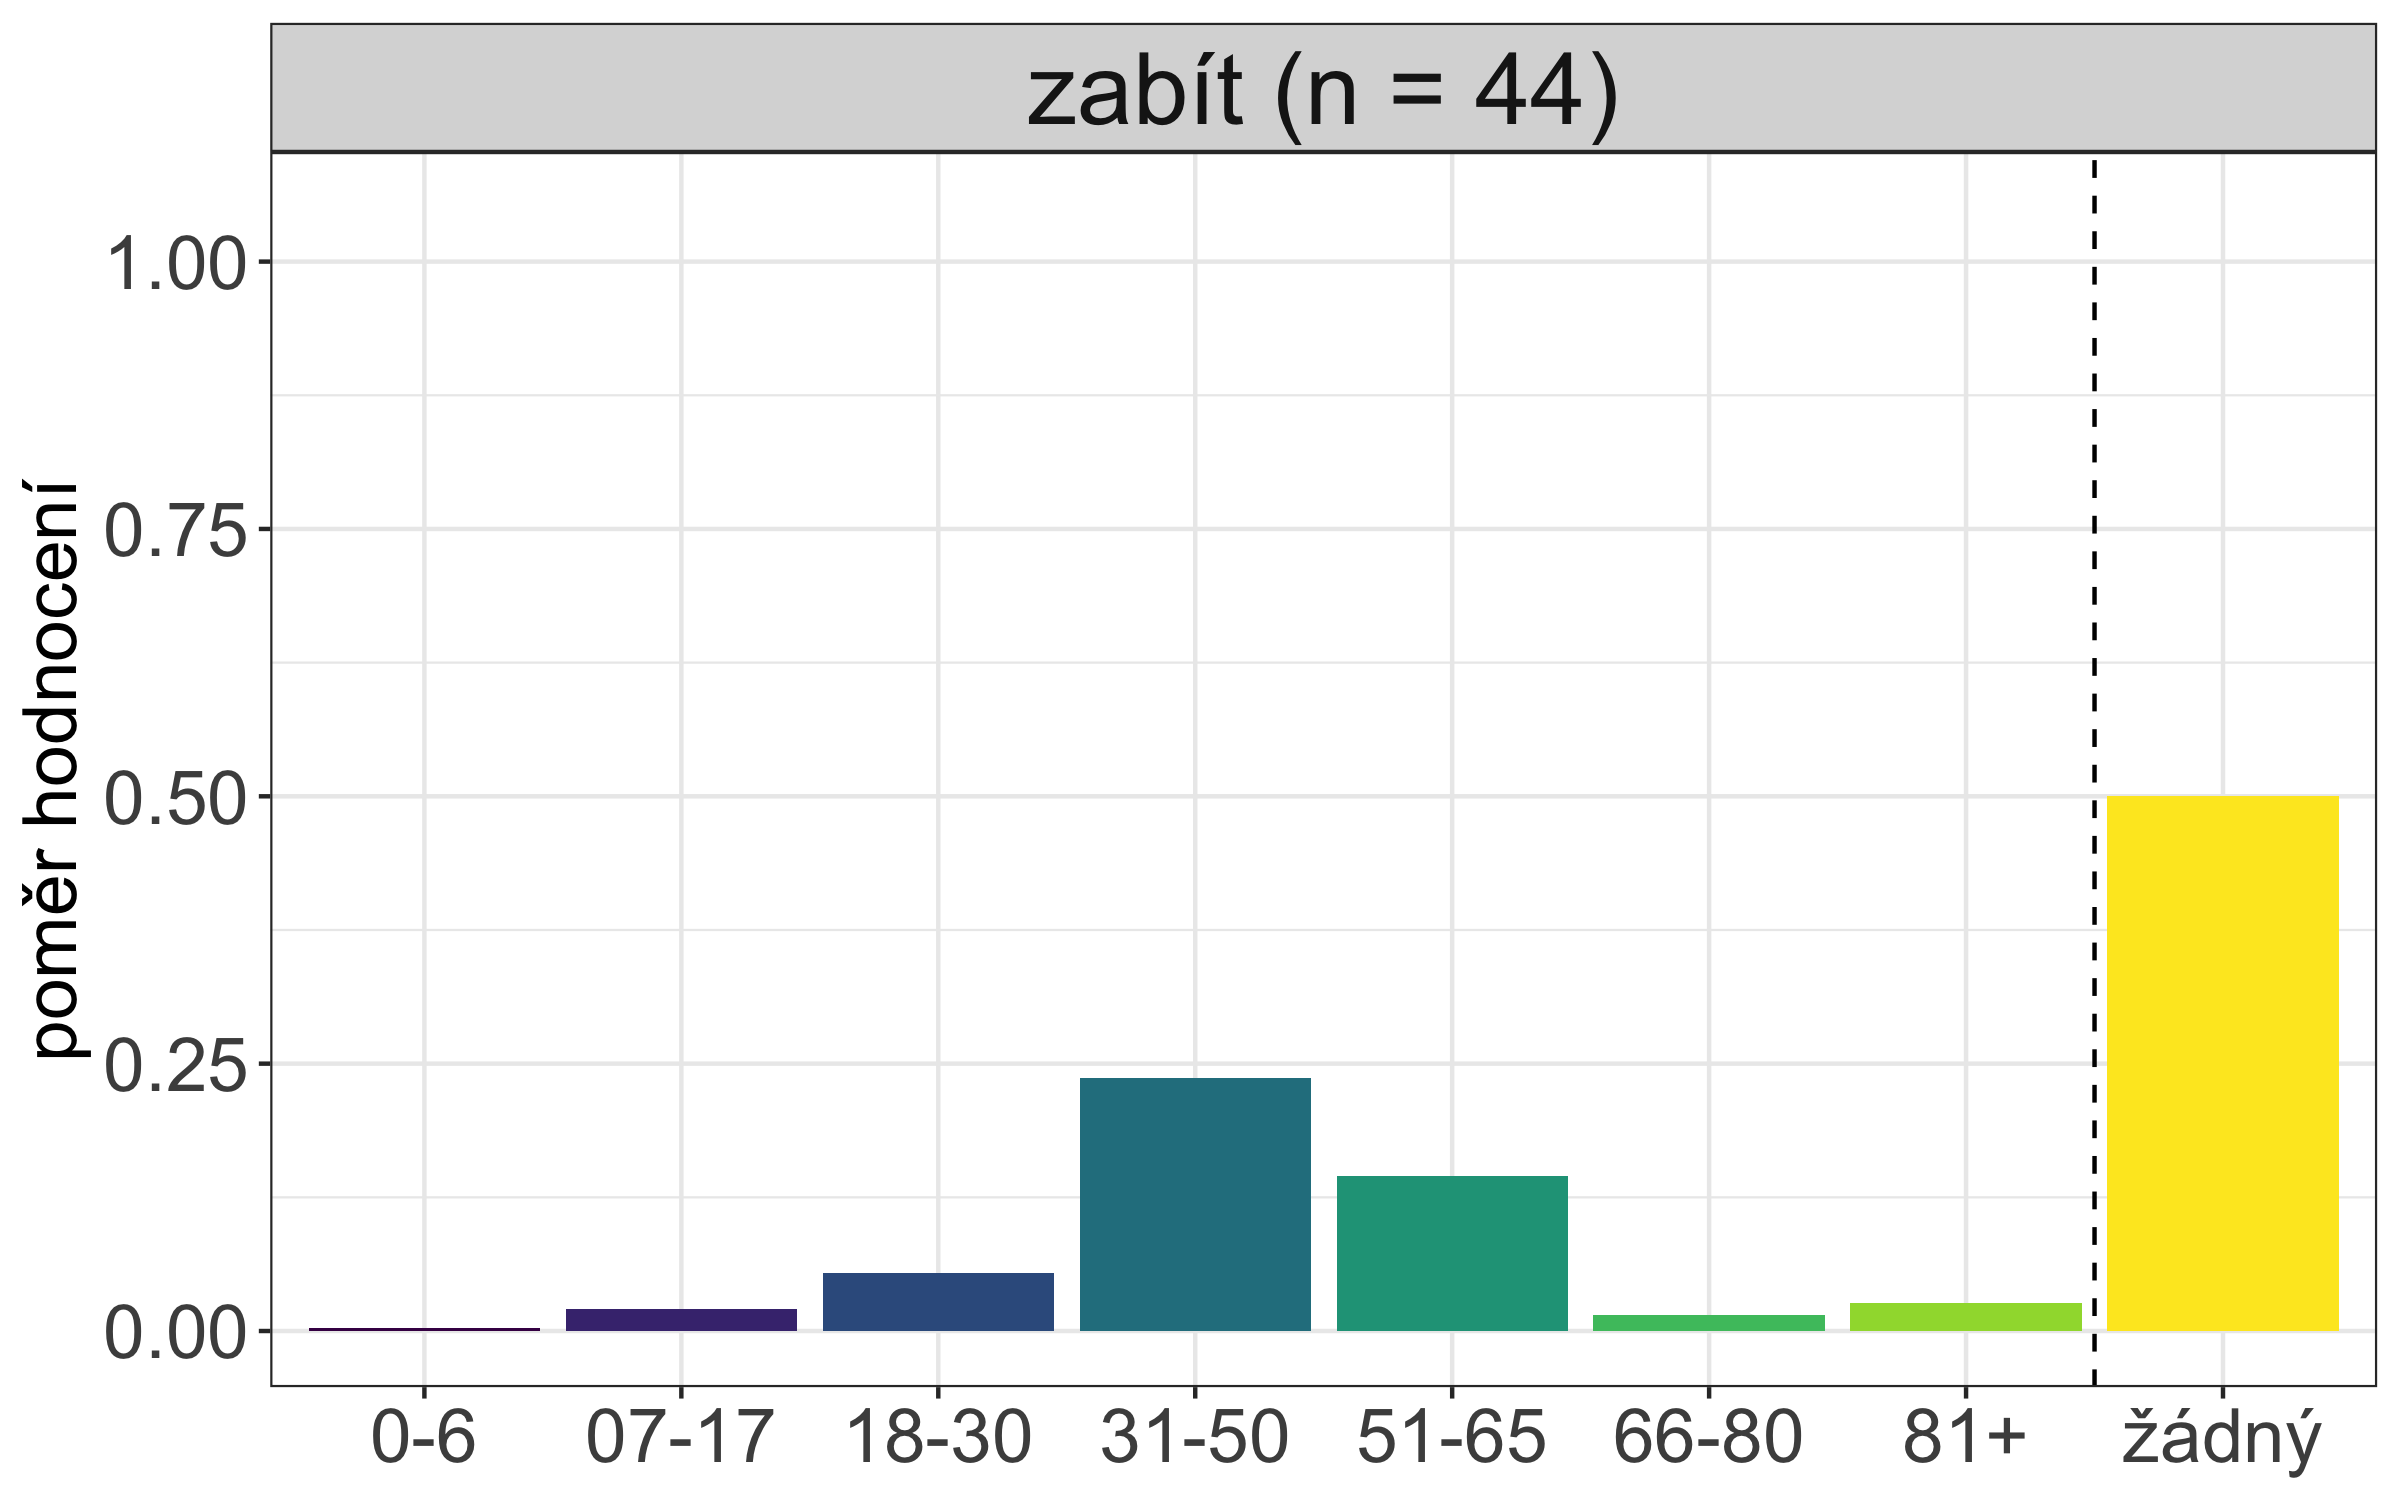 zabít (n = 44)
poměr hodnocení
1.00
0.75
0.50
0.25
0.00
0-6 07-17 18-30 31-50 51-65 66-80 81+ žádný